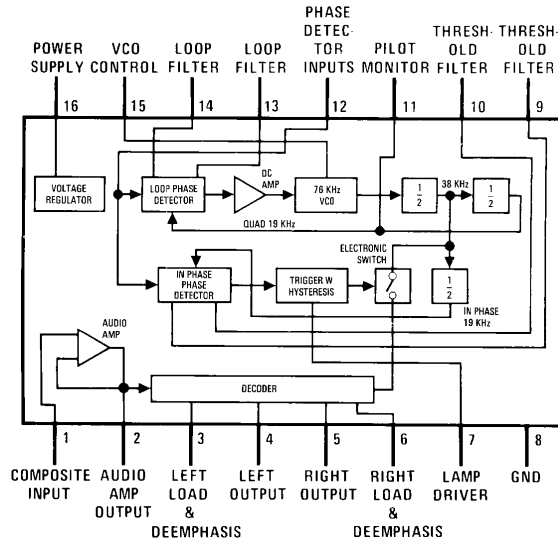 PHASE
POWER VCO LOOP LOOP DETEC- PILOT THRESH- THRESH-
SUPPLY CONTROL FILTER FILTER TOR MONITOR OLD OLD
INPUTS FILTER FILTER
16 15 14 13 12 11 10 9
VOLTAGE
REGULATOR
LOOP PHASE
DETECTOR
DC
AMP
76 KHz
VCO
1
2
38 KHz
1
2
QUAD 19 KHz
ELECTRONIC
SWITCH
IN PHASE
PHASE
DETECTOR
TRIGGER W
HYSTERESIS
1
2
IN PHASE
19 KHz
AUDIO
AMP
DECODER
1 2 3 4 5 6 7 8
COMPOSITE AUDIO LEFT LEFT RIGHT RIGHT LAMP GND
INPUT AMP LOAD OUTPUT OUTPUT LOAD DRIVER
OUTPUT & &
DEEMPHASIS DEEMPHASIS